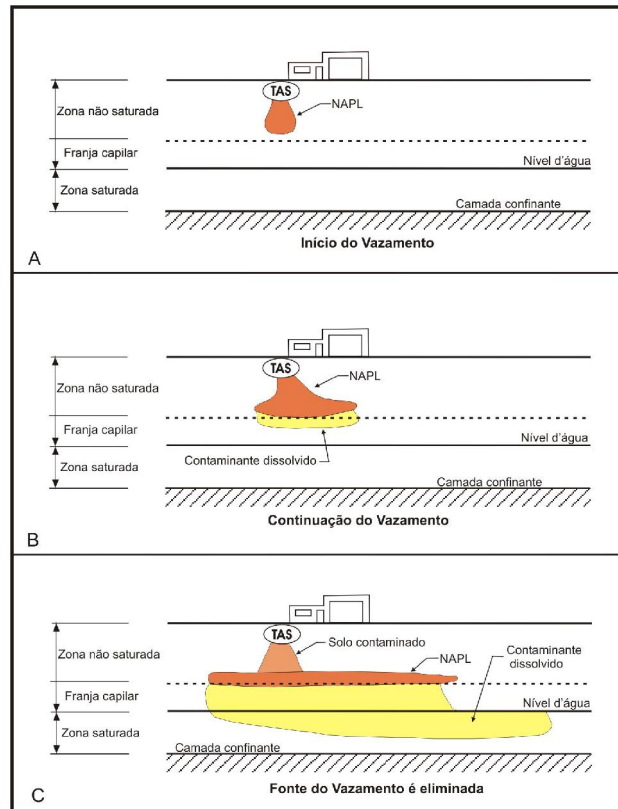 TAS
Zona não saturada
NAPL
Franja capilar
Nível d'água
Zona saturada
Camada confinante
Início do Vazamento
A
TAS
Zona não saturada
NAPL
Franja capilar
Nível d'água
Contaminante dissolvido
Zona saturada
Camada confinante
Continuação do Vazamento
B
TAS
Solo contaminado
Zona não saturada
NAPL
Contaminante
dissolvido
Franja capilar
Nível d'água
Zona saturada
Camada confinante
C
Fonte do Vazamento é eliminada